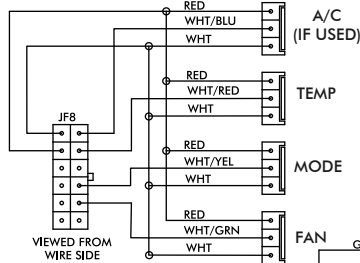 RED
WHT/BLU
WHT
A/C
(IF USED)
RED
WHT/RED
WHT
TEMP
JF8
RED
WHT/YEL
WHT
MODE
RED
WHT/GRN
WHT
FAN
VIEWED FROM
WIRE SIDE
G